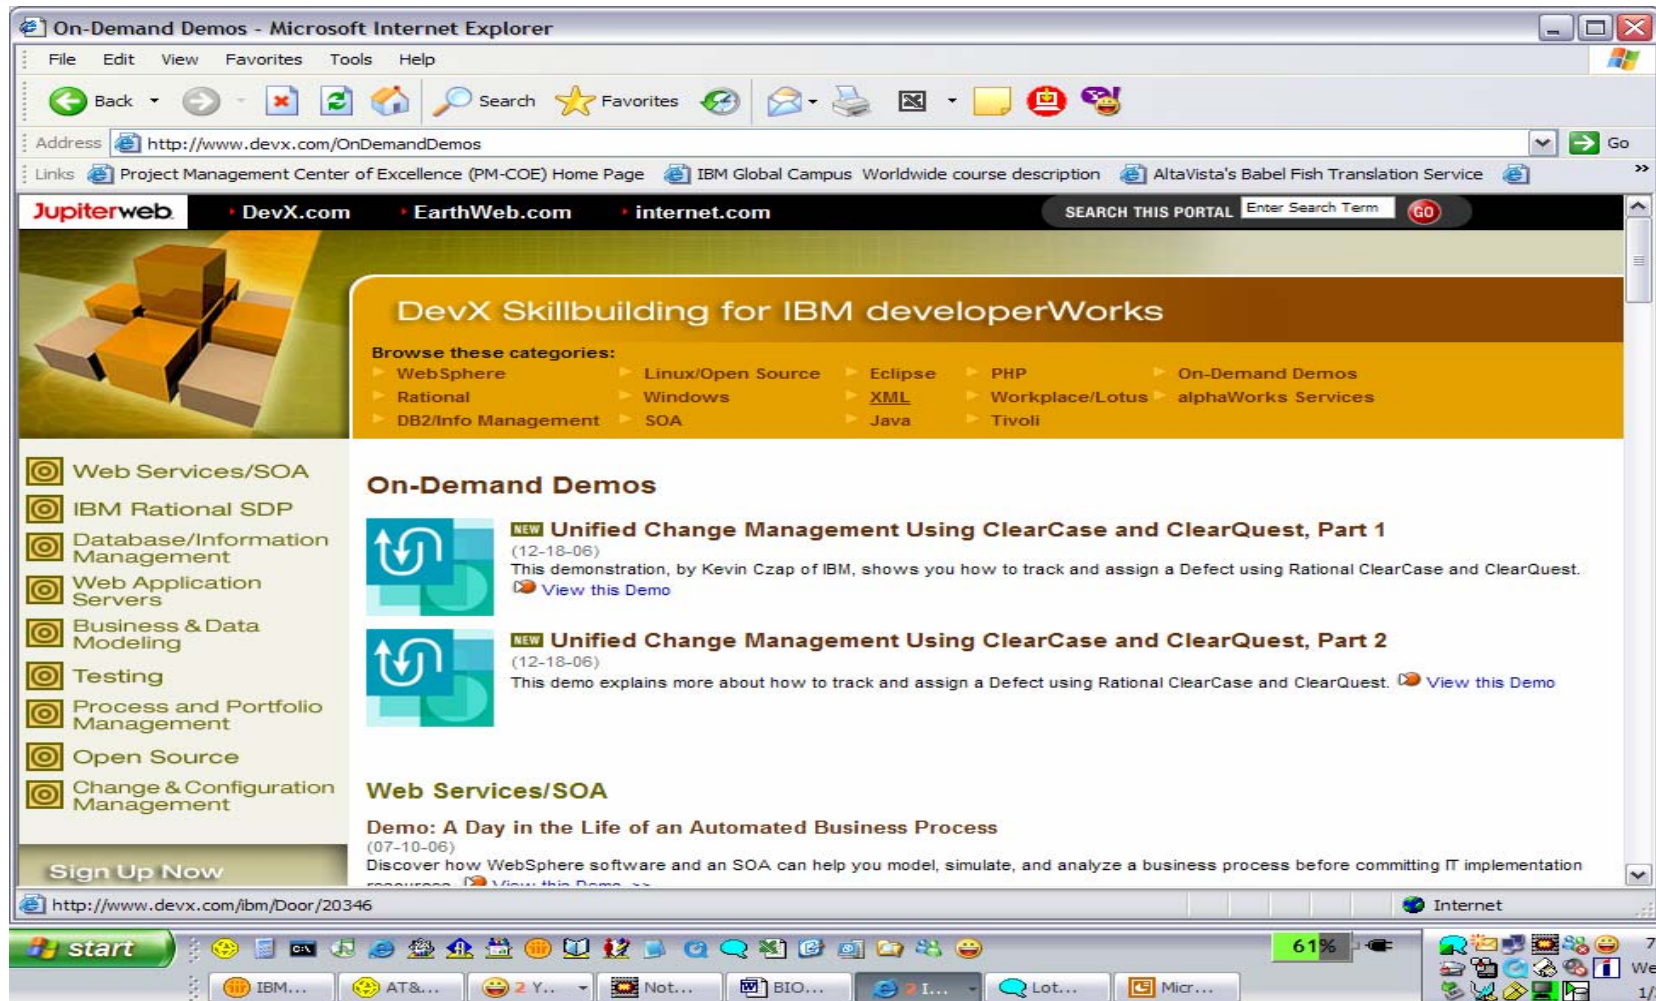 On-Demand Demos - Microsoft Internet Explorer
File Edit View Favorites Tools Help
Back Search Favorites
Address http://www.devx.com/OnDemandDemos Go
Links Project Management Center of Excellence (PM-COE) Home Page IBM Global Campus Worldwide course description AltaVista's Babel Fish Translation Service »
Jupiterweb. DevX.com EarthWeb.com internet.com SEARCH THIS PORTAL Enter Search Term GO
DevX Skillbuilding for IBM developerWorks
Browse these categories:
WebSphere Linux/Open Source Eclipse PHP On-Demand Demos
Rational Windows XML Workplace/Lotus alphaWorks Services
DB2/Info Management SOA Java Tivoli
Web Services/SOA
IBM Rational SDP
Database/Information
Management
Web Application
Servers
Business & Data
Modeling
Testing
Process and Portfolio
Management
Open Source
Change & Configuration
Management
Sign Up Now
On-Demand Demos
NEW Unified Change Management Using ClearCase and ClearQuest, Part 1
(12-18-06)
This demonstration, by Kevin Czap of IBM, shows you how to track and assign a Defect using Rational ClearCase and ClearQuest.
View this Demo
NEW Unified Change Management Using ClearCase and ClearQuest, Part 2
(12-18-06)
This demo explains more about how to track and assign a Defect using Rational ClearCase and ClearQuest. View this Demo
Web Services/SOA
Demo: A Day in the Life of an Automated Business Process
(07-10-06)
Discover how WebSphere software and an SOA can help you model, simulate, and analyze a business process before committing IT implementation
resources. View this Demo >>
http://www.devx.com/ibm/Door/20346 Internet
start 61% 7
We
IBM... AT&... 2 Y... Not... BIO... 2 I... Lot... Micr... 1/